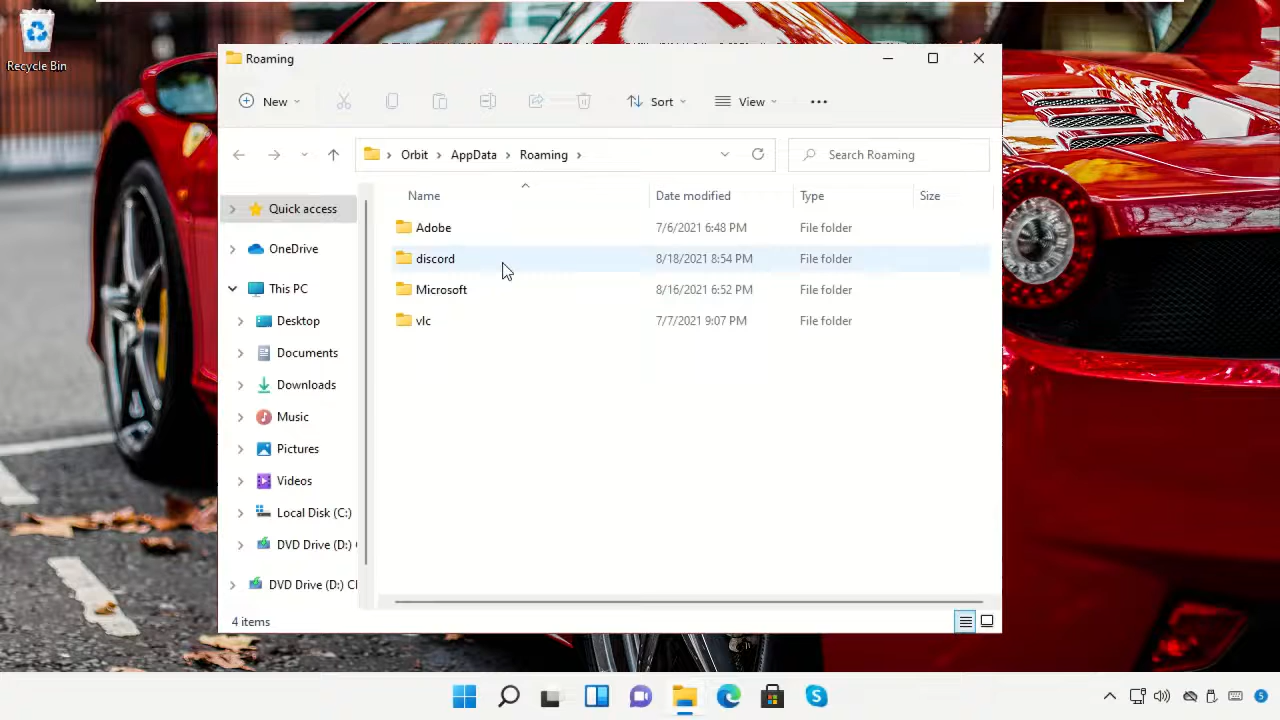 Recycle Bin
Roaming
New
Sort
View
Orbit
AppData
Roaming
Search Roaming
Name
Date modified
Type
Size
Quick access
OneDrive
This PC
Desktop
Documents
Downloads
Music
Pictures
Videos
Local Disk (C:)
DVD Drive (D:) C
DVD Drive (D:) CI
Adobe 7/6/2021 6:48 PM File folder
discord 8/18/2021 8:54 PM File folder
Microsoft 8/16/2021 6:52 PM File folder
vlc 7/7/2021 9:07 PM File folder
4 items
5